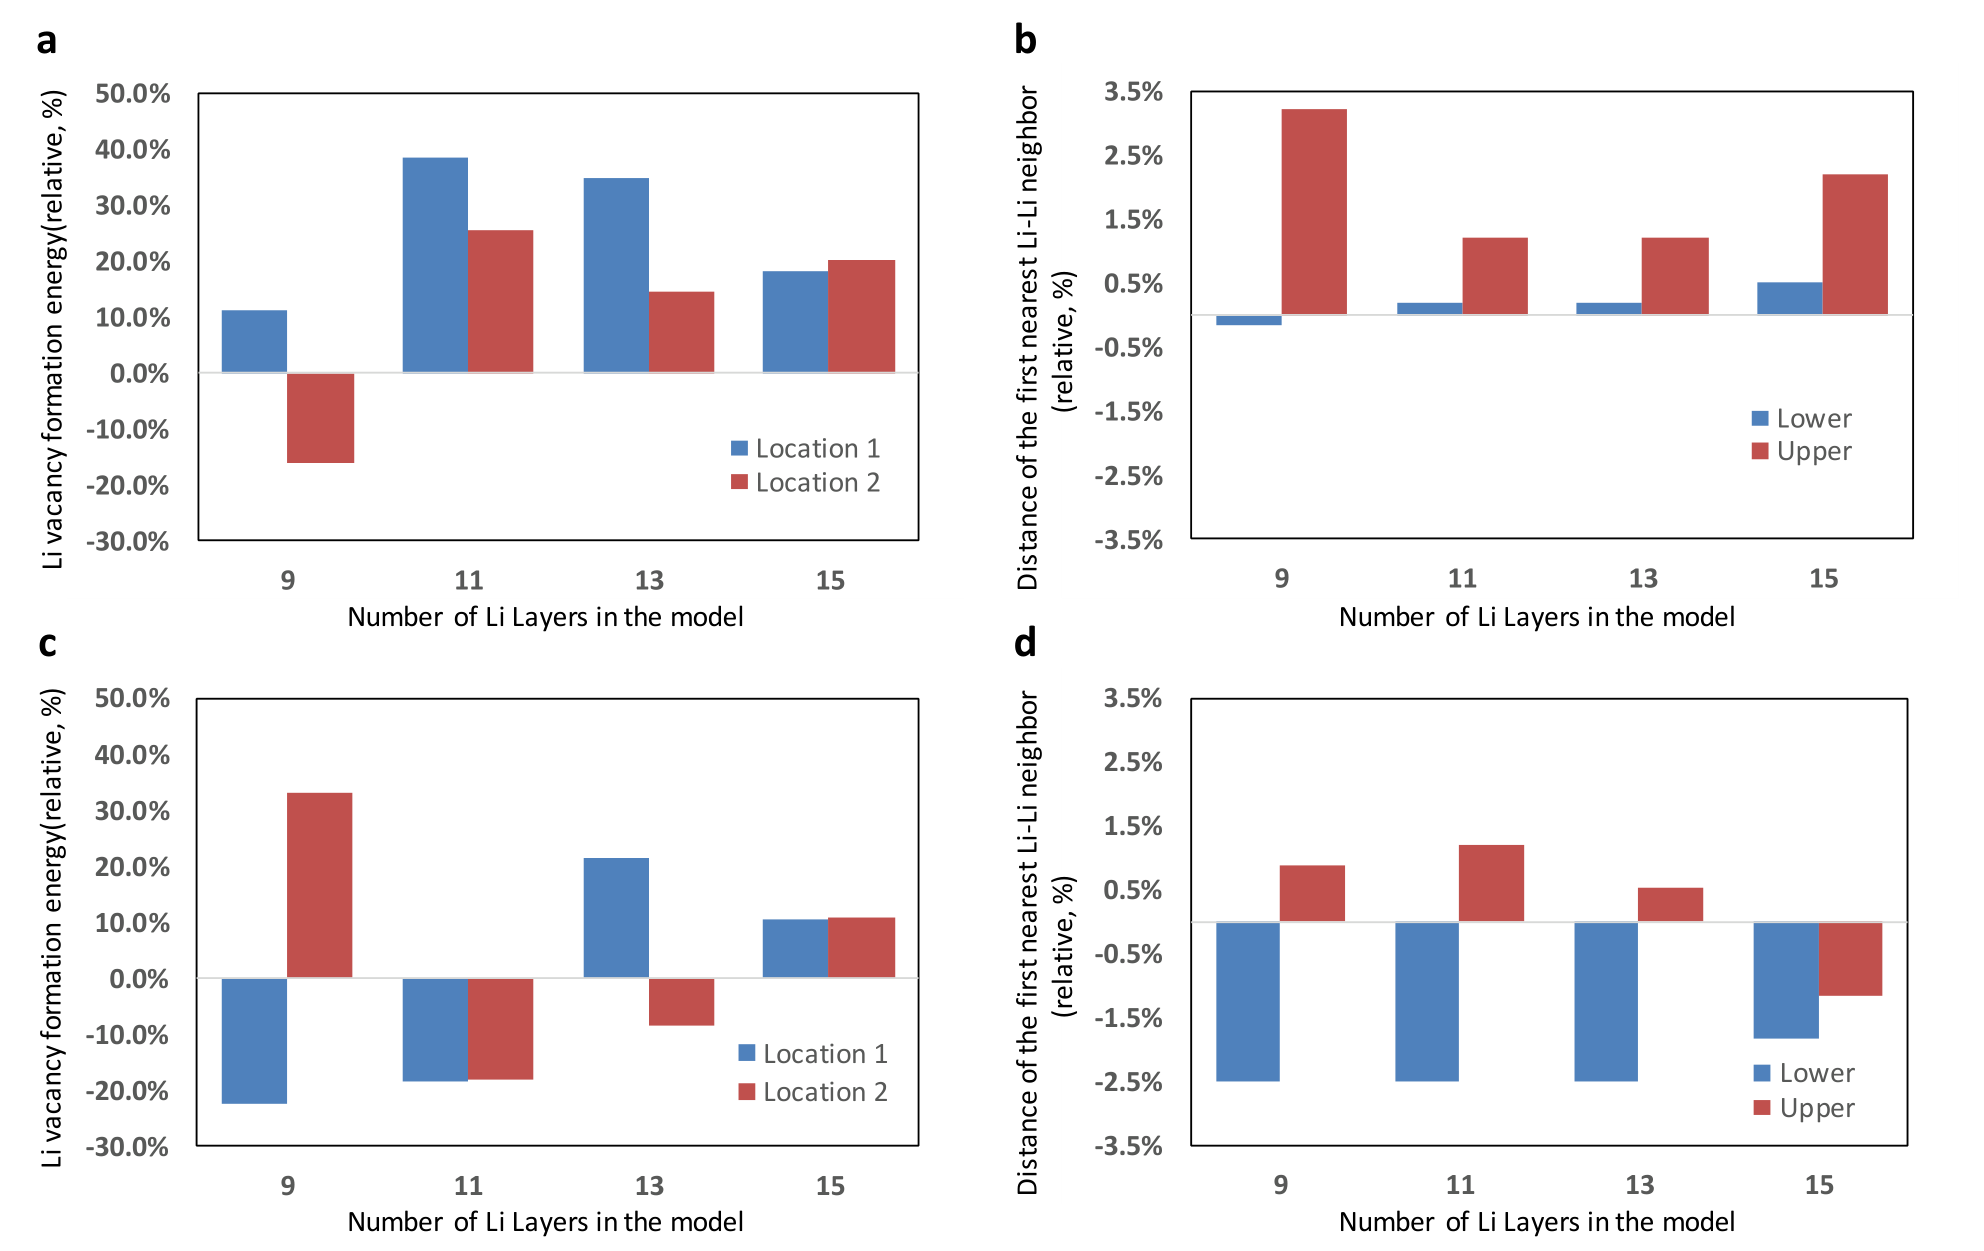 a
Li vacancy formation energy(relative, %)
50.0%
40.0%
30.0%
20.0%
10.0%
0.0%
-10.0%
-20.0%
-30.0%
Location 1
Location 2
9 11 13 15
Number of Li Layers in the model
b
Distance of the first nearest Li-Li neighbor
(relative, %)
3.5%
2.5%
1.5%
0.5%
-0.5%
-1.5%
-2.5%
-3.5%
Lower
Upper
9 11 13 15
Number of Li Layers in the model
c
Li vacancy formation energy(relative, %)
50.0%
40.0%
30.0%
20.0%
10.0%
0.0%
-10.0%
-20.0%
-30.0%
Location 1
Location 2
9 11 13 15
Number of Li Layers in the model
d
Distance of the first nearest Li-Li neighbor
(relative, %)
3.5%
2.5%
1.5%
0.5%
-0.5%
-1.5%
-2.5%
-3.5%
Lower
Upper
9 11 13 15
Number of Li Layers in the model